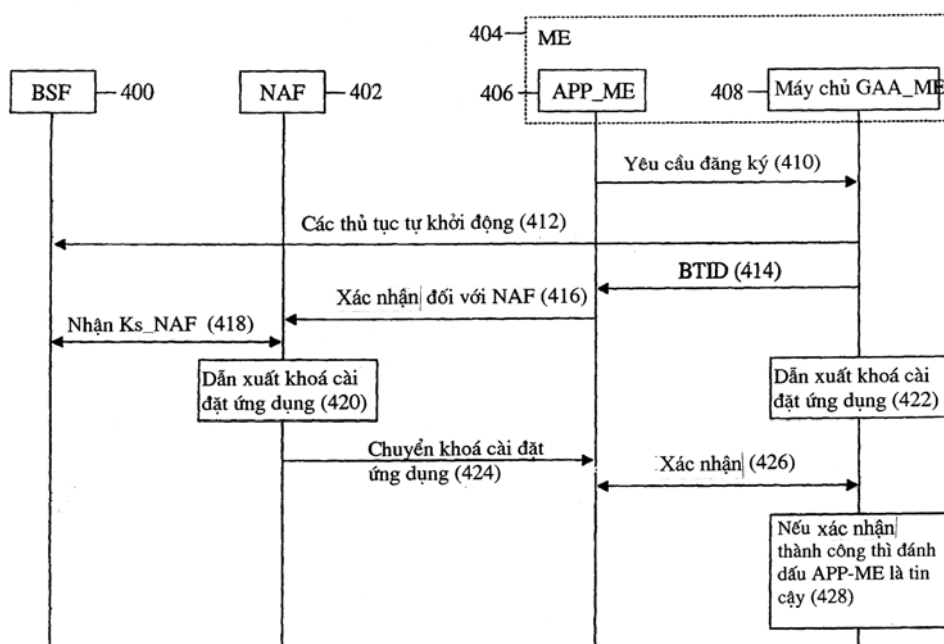 404
ME
BSF
400
NAF
402
406
APP_ME
408
Máy chủ GAA_ME
Yêu cầu đăng ký (410)
Các thủ tục tự khởi động (412)
BTID (414)
Xác nhận đối với NAF (416)
Nhận Ks_NAF (418)
Dẫn xuất khoá cài
đặt ứng dụng (420)
Dẫn xuất khoá cài
đặt ứng dụng (422)
Chuyển khoá cài đặt
ứng dụng (424)
Xác nhận (426)
Nếu xác nhận
thành công thì đánh
dấu APP-ME là tin
cậy (428)